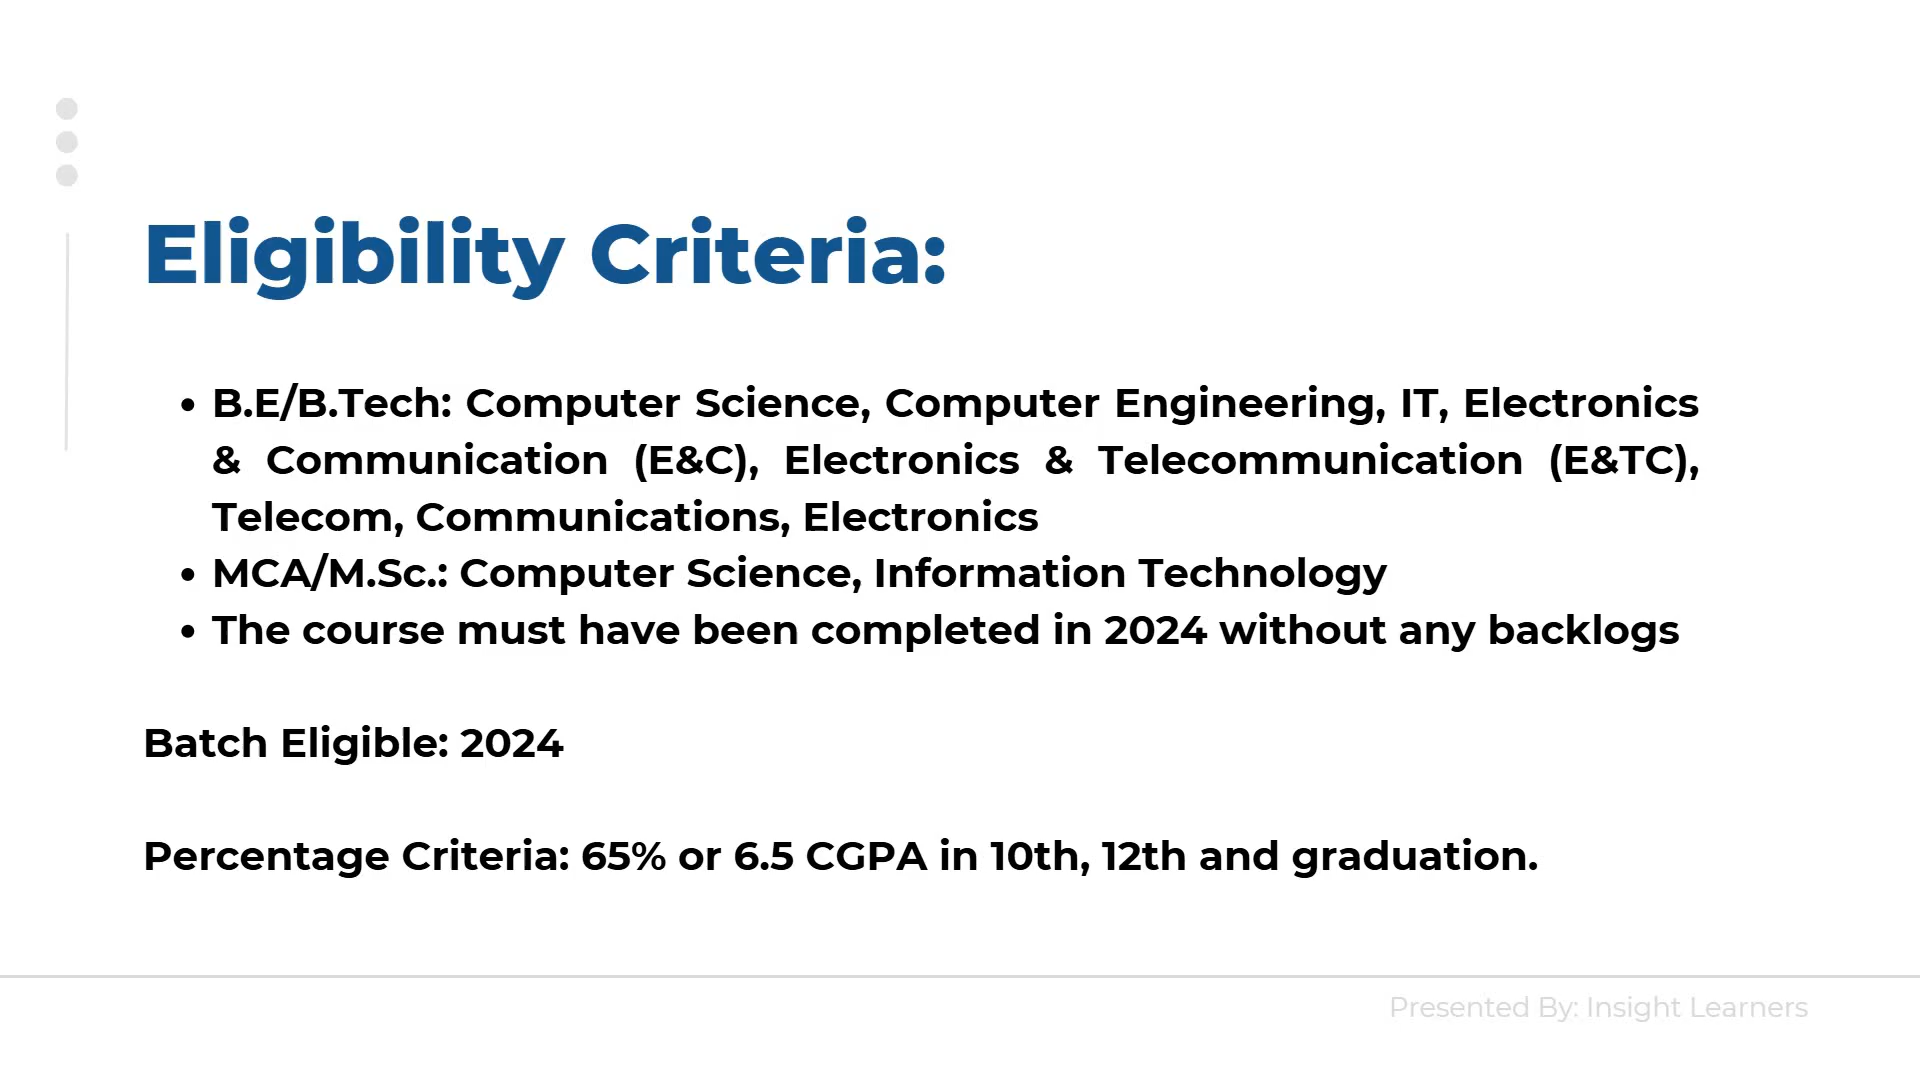 Eligibility Criteria:
• B.E/B.Tech: Computer Science, Computer Engineering, IT, Electronics
& Communication (E&C), Electronics & Telecommunication (E&TC),
Telecom, Communications, Electronics
• MCA/M.Sc.: Computer Science, Information Technology
• The course must have been completed in 2024 without any backlogs
Batch Eligible: 2024
Percentage Criteria: 65% or 6.5 CGPA in 10th, 12th and graduation.
Presented By: Insight Learners